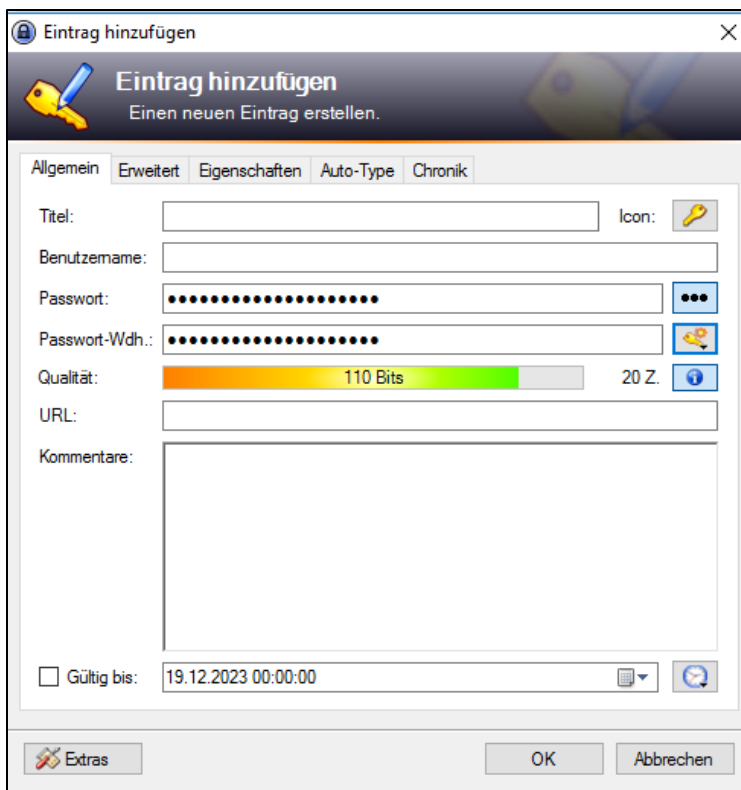 Eintrag hinzufügen
Eintrag hinzufügen
Einen neuen Eintrag erstellen.
Allgemein Erweitert Eigenschaften Auto-Type Chronik
Titel: Icon:
Benutzername:
Passwort: ●●●●●●●●●●●●●●●●●●●●
Passwort-Wdh.: ●●●●●●●●●●●●●●●●●●●●
Qualität: 110 Bits 20 Z.
URL:
Kommentare:
Gültig bis: 19.12.2023 00:00:00
Extras OK Abbrechen